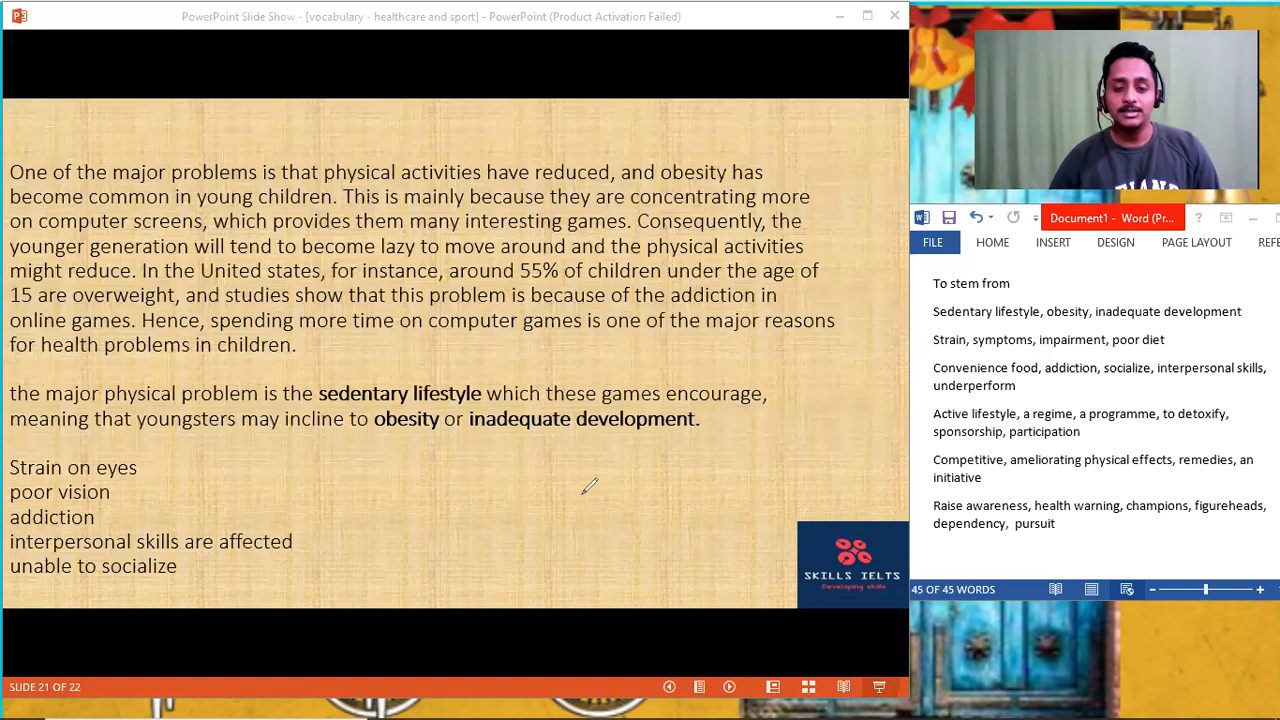 PowerPoint Slide Show - [vocabulary - healthcare and sport] - PowerPoint (Product Activation Failed)
One of the major problems is that physical activities have reduced, and obesity has
become common in young children. This is mainly because they are concentrating more
on computer screens, which provides them many interesting games. Consequently, the
younger generation will tend to become lazy to move around and the physical activities
might reduce. In the United states, for instance, around 55% of children under the age of
15 are overweight, and studies show that this problem is because of the addiction in
online games. Hence, spending more time on computer games is one of the major reasons
for health problems in children.
the major physical problem is the sedentary lifestyle which these games encourage,
meaning that youngsters may incline to obesity or inadequate development.
Strain on eyes
poor vision
addiction
interpersonal skills are affected
unable to socialize
SKILLS IELTS
Developing skills
SLIDE 21 OF 22
Document1 - Word (Pr...
FILE HOME INSERT DESIGN PAGE LAYOUT REFE
To stem from
Sedentary lifestyle, obesity, inadequate development
Strain, symptoms, impairment, poor diet
Convenience food, addiction, socialize, interpersonal skills,
underperform
Active lifestyle, a regime, a programme, to detoxify,
sponsorship, participation
Competitive, ameliorating physical effects, remedies, an
initiative
Raise awareness, health warning, champions, figureheads,
dependency, pursuit
45 OF 45 WORDS